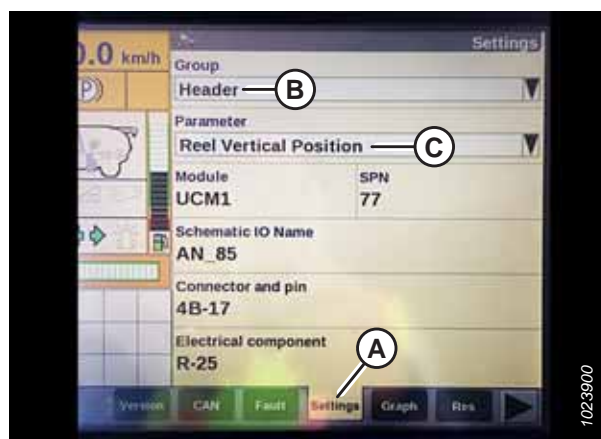 0.0 km/h
Settings
Group
Header
B
(P)
Parameter
Reel Vertical Position
C
Module
SPN
UCM1
77
Schematic IO Name
AN_85
Connector and pin
4B-17
Electrical component
R-25
A
Version
CAN
Fault
Settings
Graph
Res
1023900